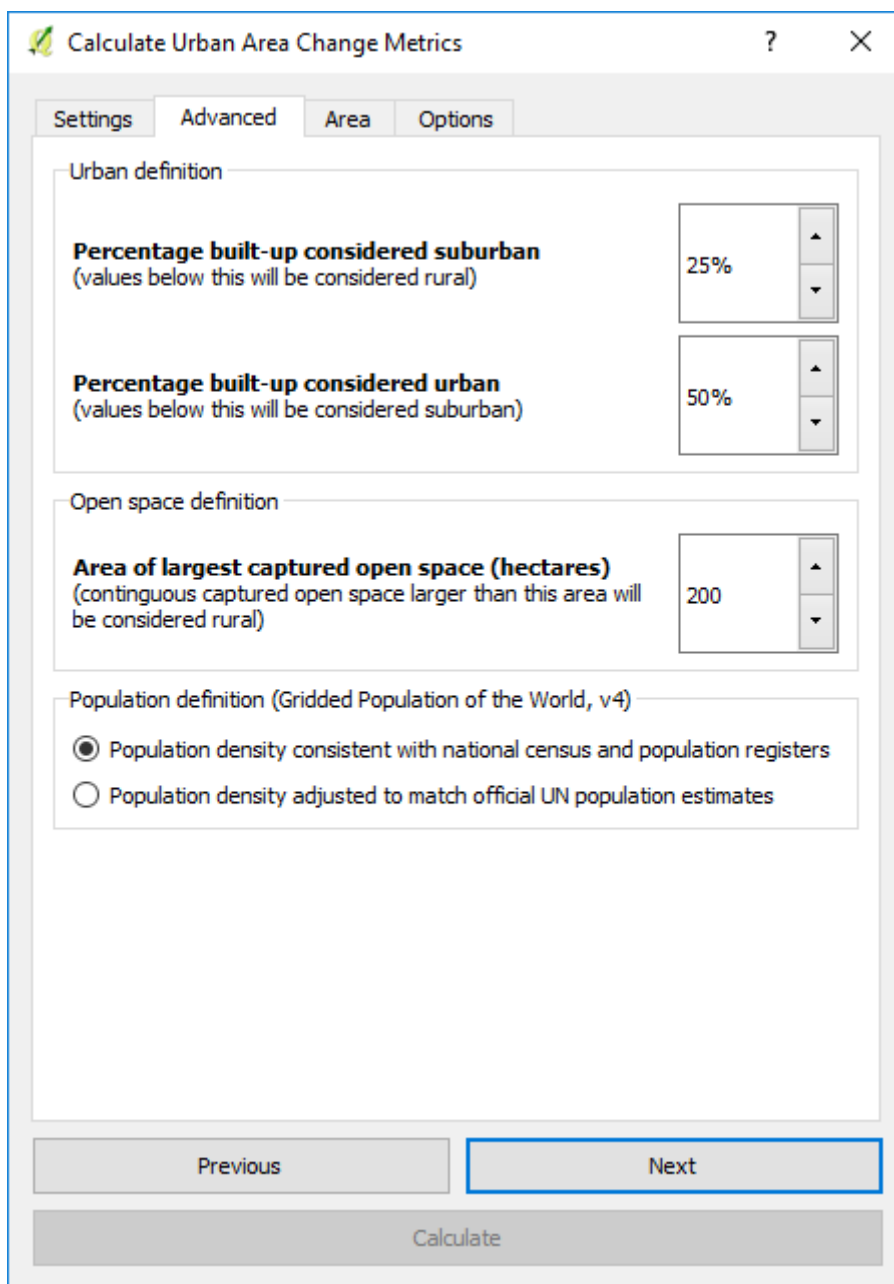 Calculate Urban Area Change Metrics ? ×
Settings Advanced Area Options
Urban definition
Percentage built-up considered suburban
(values below this will be considered rural)
25%
Percentage built-up considered urban
(values below this will be considered suburban)
50%
Open space definition
Area of largest captured open space (hectares)
(continguous captured open space larger than this area will
be considered rural)
200
Population definition (Gridded Population of the World, v4)
Population density consistent with national census and population registers
Population density adjusted to match official UN population estimates
Previous Next
Calculate